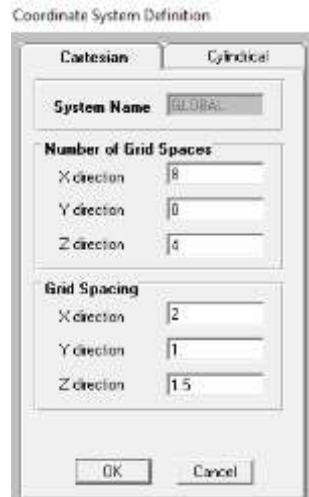 Coordinate System Definition
Cartesian Cylindrical
System Name GLOBAL
Number of Grid Spaces
X direction 8
Y direction 0
Z direction 4
Grid Spacing
X direction 2
Y direction 1
Z direction 1.5
OK Cancel